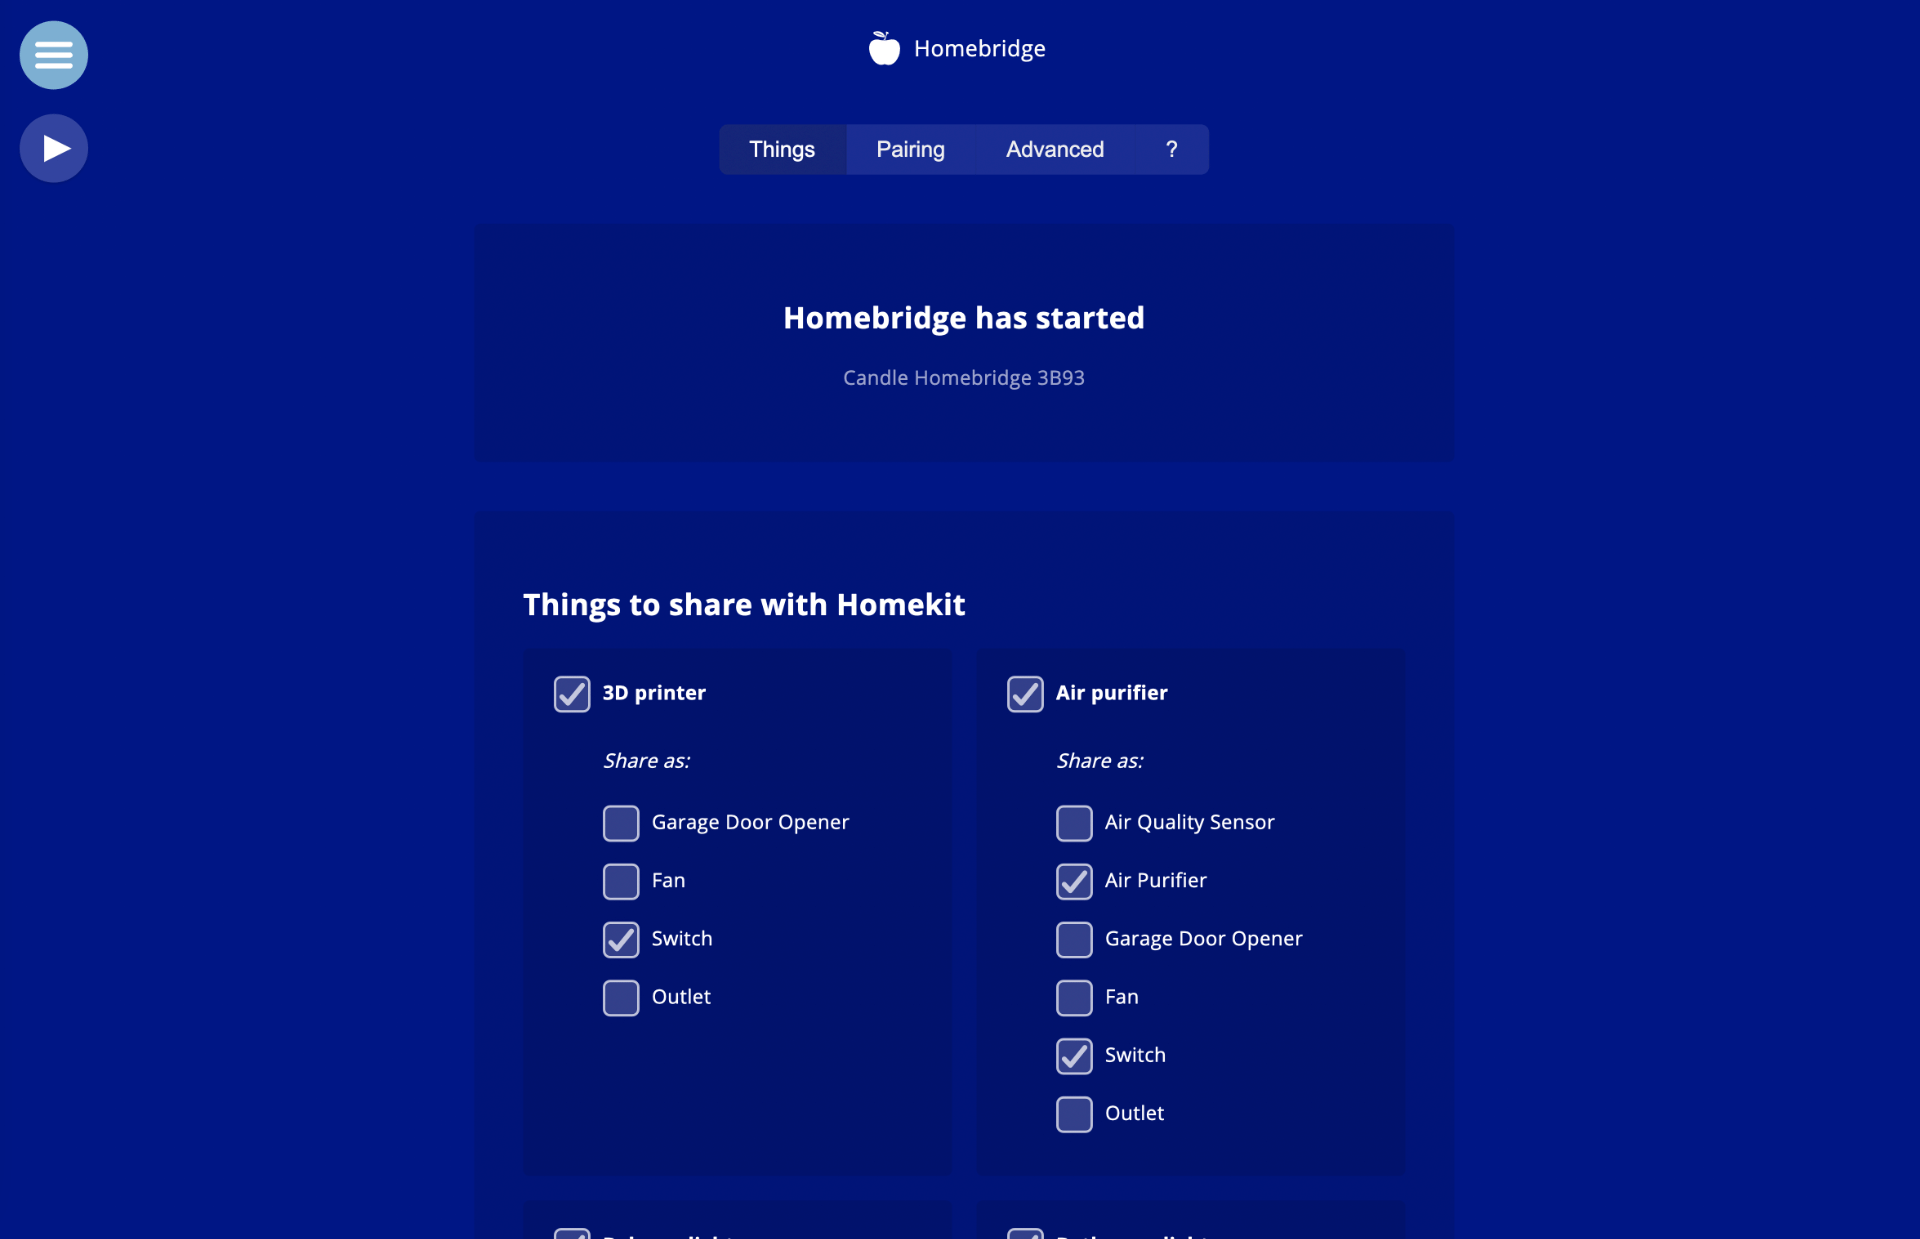 Homebridge
Things
Pairing
Advanced
?
Homebridge has started
Candle Homebridge 3B93
Things to share with Homekit
3D printer
Share as:
Garage Door Opener
Fan
Switch
Outlet
Air purifier
Share as:
Air Quality Sensor
Air Purifier
Garage Door Opener
Fan
Switch
Outlet